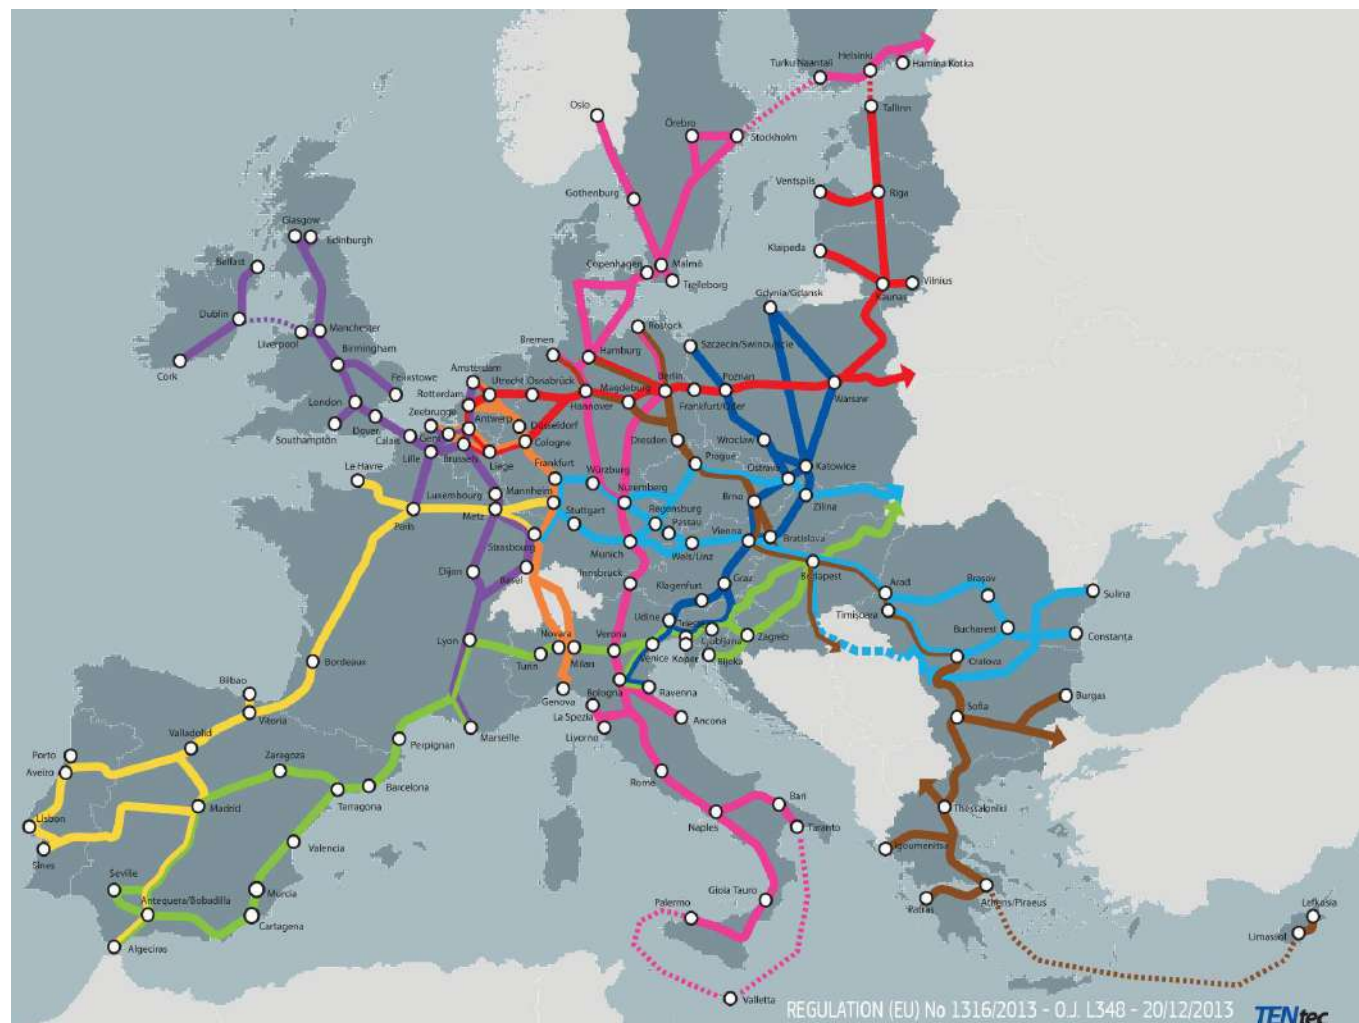 Helsinki
Turku/Naantali
Hamina Kotka
Oslo
Tallinn
Örebro
Stockholm
Ventspils
Riga
Gothenburg
Glasgow
Edinburgh
Klaipeda
Belfast
Copenhagen
Malmö
Trelleborg
Vilnius
Kaunas
Gdynia/Gdansk
Dublin
Liverpool
Manchester
Rostock
Bremen
Szczecin/Swinoujscie
Birmingham
Hamburg
Cork
Felixstowe
Amsterdam
Utrecht
Osnabrück
Magdeburg
Berlin
Poznan
Warsaw
London
Rotterdam
Hannover
Frankfurt/Oder
Zeebrugge
Southampton
Dover
Calais
Gent
Antwerp
Düsseldorf
Cologne
Dresden
Wroclaw
Lille
Brussels
Liège
Prague
Ostrava
Katowice
Le Havre
Frankfurt
Würzburg
Luxembourg
Mannheim
Nuremberg
Brno
Zilina
Paris
Metz
Stuttgart
Regensburg
Passau
Strasbourg
Munich
Wels/Linz
Vienna
Bratislava
Dijon
Basel
Innsbruck
Klagenfurt
Graz
Budapest
Arad
Brasov
Sulina
Timişoara
Udine
Bucharest
Constanţa
Lyon
Novara
Verona
Trieste
Ljubljana
Zagreb
Turin
Milan
Venice
Koper
Rijeka
Craiova
Bordeaux
Bilbao
Genova
Bologna
Ravenna
Burgas
Vitoria
La Spezia
Ancona
Sofia
Valladolid
Marseille
Livorno
Porto
Zaragoza
Perpignan
Aveiro
Rome
Barcelona
Madrid
Tarragona
Bari
Thessaloniki
Lisbon
Naples
Taranto
Valencia
Igoumenitsa
Sines
Seville
Murcia
Gioia Tauro
Antequera/Bobadilla
Palermo
Patras
Athens/Piraeus
Lefkosia
Cartagena
Limassol
Algeciras
Valletta
REGULATION (EU) No 1316/2013 - O.J. L348 - 20/12/2013
TENtec